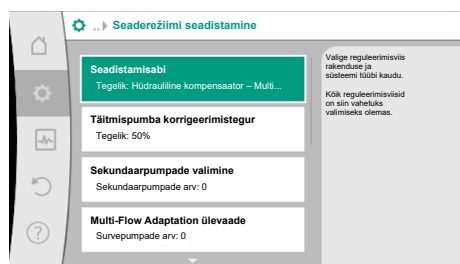 ..▸ Seaderežiimi seadistamine
Seadistamisabi
Tegelik: Hüdrauliline kompensaator – Multi...
Täitmispumba korrigeerimistegur
Tegelik: 50%
Sekundaarpumpade valimine
Sekundaarpumpade arv: 0
Multi-Flow Adaptation ülevaade
Survepumpade arv: 0
Valige reguleerimisviis
rakenduse ja
süsteemi tüübi kaudu.
Kõik reguleerimisviisid
on siin vahetuks
valimiseks olemas.